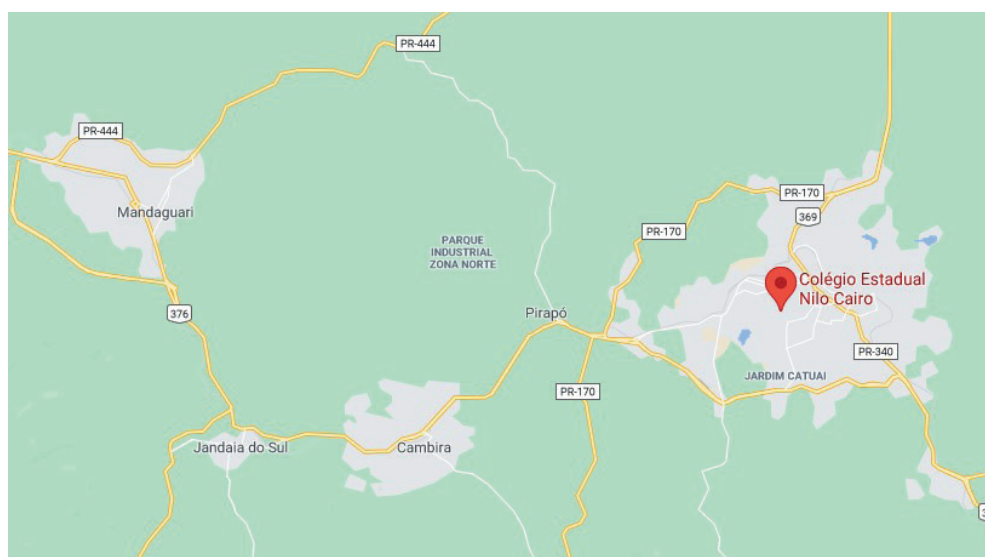 PR-444
PR-444
Mandaguari
PR-170
369
PR-170
PARQUE
INDUSTRIAL
ZONA NORTE
Colégio Estadual
Nilo Cairo
376
Pirapó
PR-340
JARDIM CATUAI
PR-170
Jandaia do Sul
Cambira